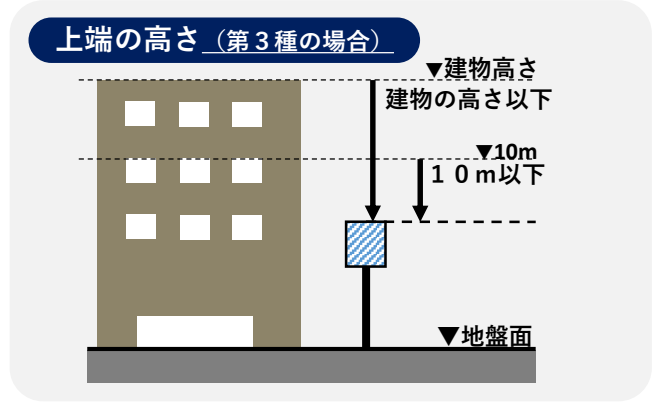 上端の高さ（第３種の場合）
▼建物高さ
建物の高さ以下
▼10m
１０ｍ以下
▼地盤面